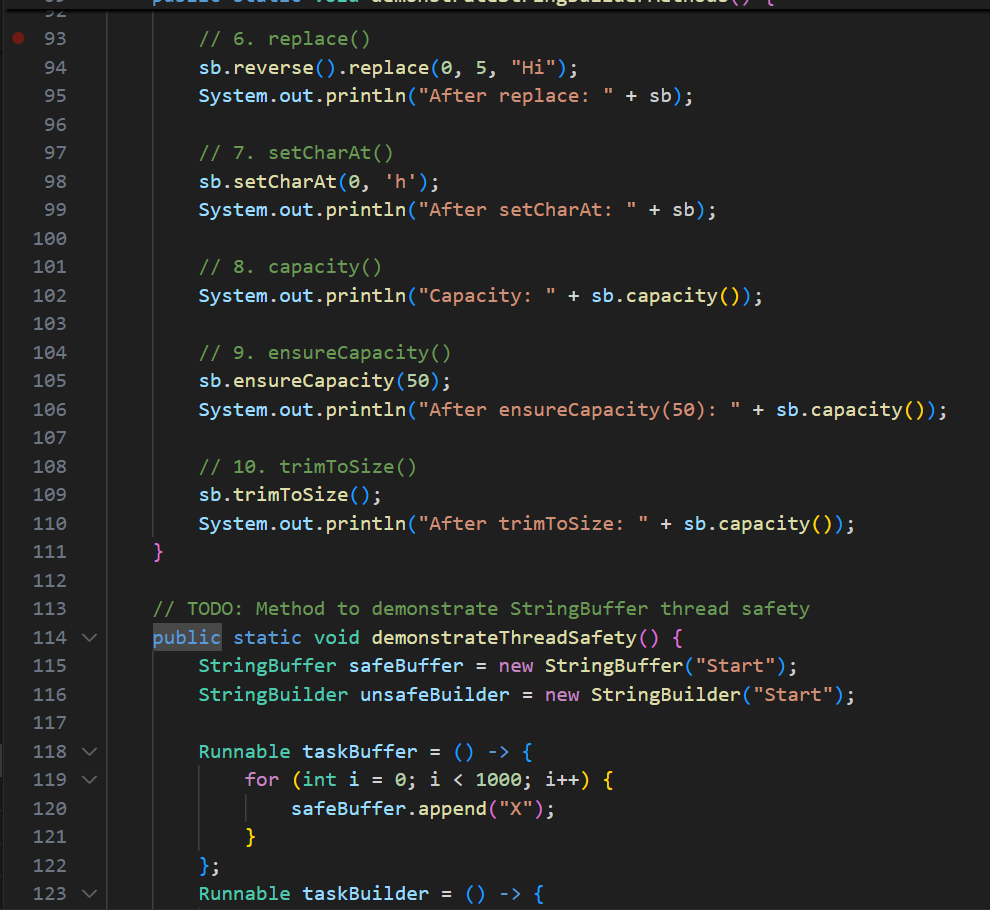 public static void demonstrateStringBuilderMethods() {
92
93 // 6. replace()
94 sb.reverse().replace(0, 5, "Hi");
95 System.out.println("After replace: " + sb);
96
97 // 7. setCharAt()
98 sb.setCharAt(0, 'h');
99 System.out.println("After setCharAt: " + sb);
100
101 // 8. capacity()
102 System.out.println("Capacity: " + sb.capacity());
103
104 // 9. ensureCapacity()
105 sb.ensureCapacity(50);
106 System.out.println("After ensureCapacity(50): " + sb.capacity());
107
108 // 10. trimToSize()
109 sb.trimToSize();
110 System.out.println("After trimToSize: " + sb.capacity());
111 }
112
113 // TODO: Method to demonstrate StringBuffer thread safety
114 public static void demonstrateThreadSafety() {
115 StringBuffer safeBuffer = new StringBuffer("Start");
116 StringBuilder unsafeBuilder = new StringBuilder("Start");
117
118 Runnable taskBuffer = () -> {
119 for (int i = 0; i < 1000; i++) {
120 safeBuffer.append("X");
121 }
122 };
123 Runnable taskBuilder = () -> {